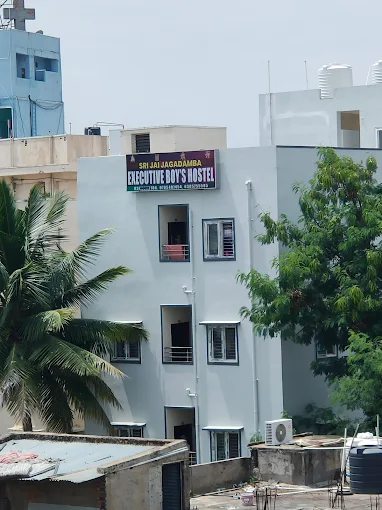 SRI JAI JAGADAMBA
EXECUTIVE BOY'S HOSTEL